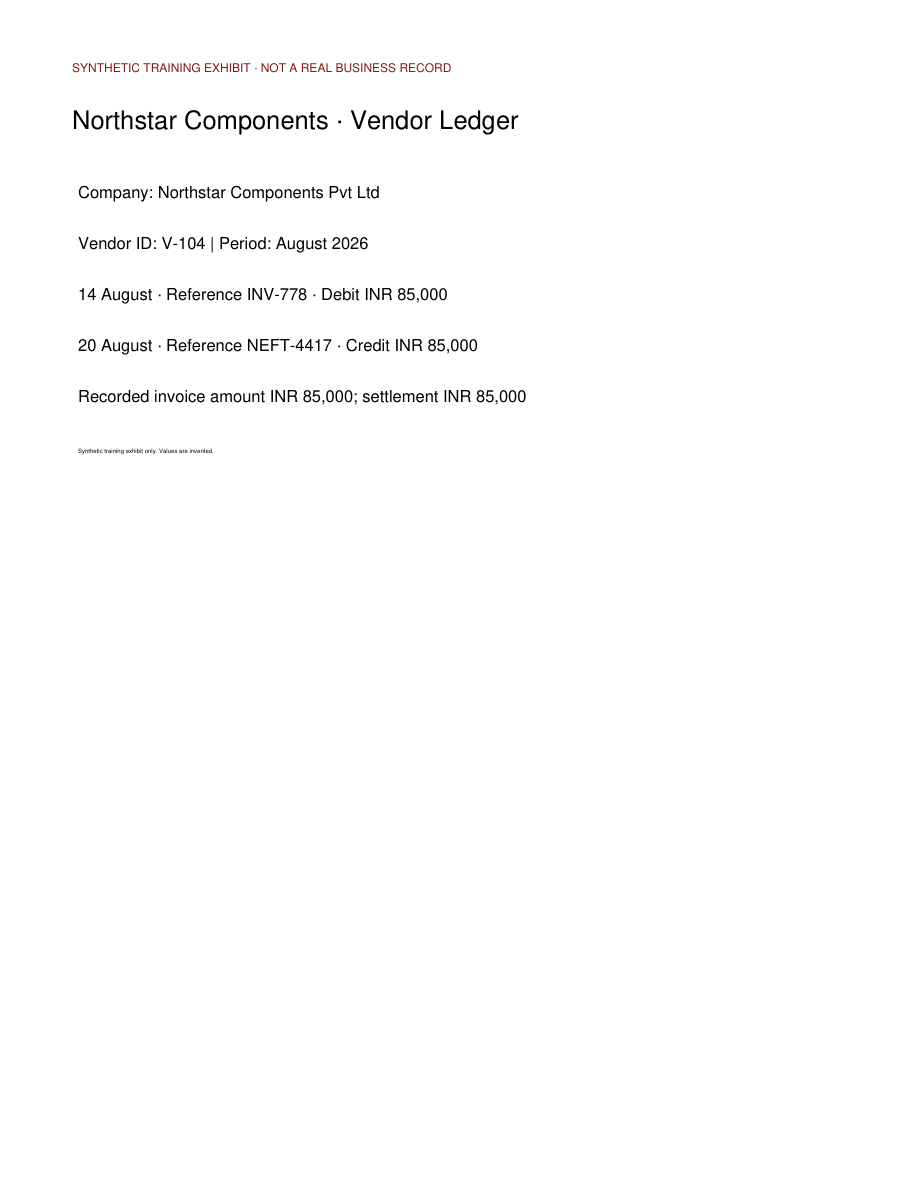 SYNTHETIC TRAINING EXHIBIT · NOT A REAL BUSINESS RECORD
Northstar Components · Vendor Ledger
Company: Northstar Components Pvt Ltd
Vendor ID: V-104 | Period: August 2026
14 August · Reference INV-778 · Debit INR 85,000
20 August · Reference NEFT-4417 · Credit INR 85,000
Recorded invoice amount INR 85,000; settlement INR 85,000
Synthetic training exhibit only. Values are invented.